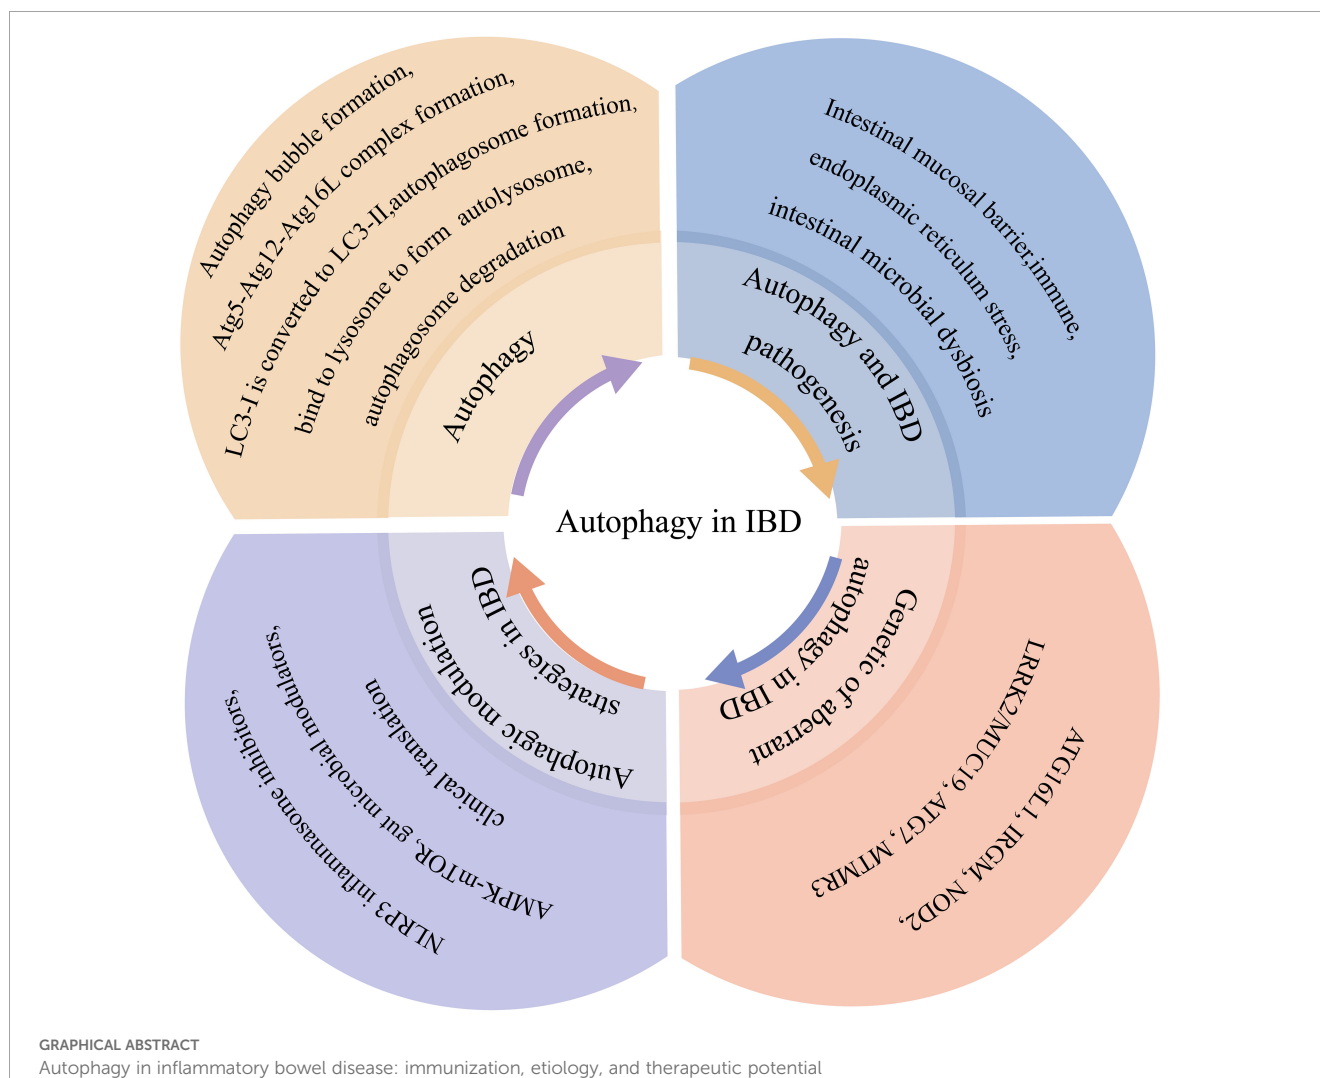 Autophagy bubble formation,
Atg5-Atg12-Atg16L complex formation,
LC3-I is converted to LC3-II,autophagosome formation,
bind to lysosome to form autolysosome,
autophagosome degradation
Autophagy
Intestinal mucosal barrier,immune,
endoplasmic reticulum stress,
intestinal microbial dysbiosis
Autophagy and IBD
pathogenesis
Autophagy in IBD
Genetic of aberrant
autophagy in IBD
ATG16L1, IRGM, NOD2,
LRRK2/MUC19, ATG7, MTMR3
Autophagic modulation
strategies in IBD
NLRP3 inflammasome inhibitors,
AMPK-mTOR, gut microbial modulators,
clinical translation
GRAPHICAL ABSTRACT
Autophagy in inflammatory bowel disease: immunization, etiology, and therapeutic potential